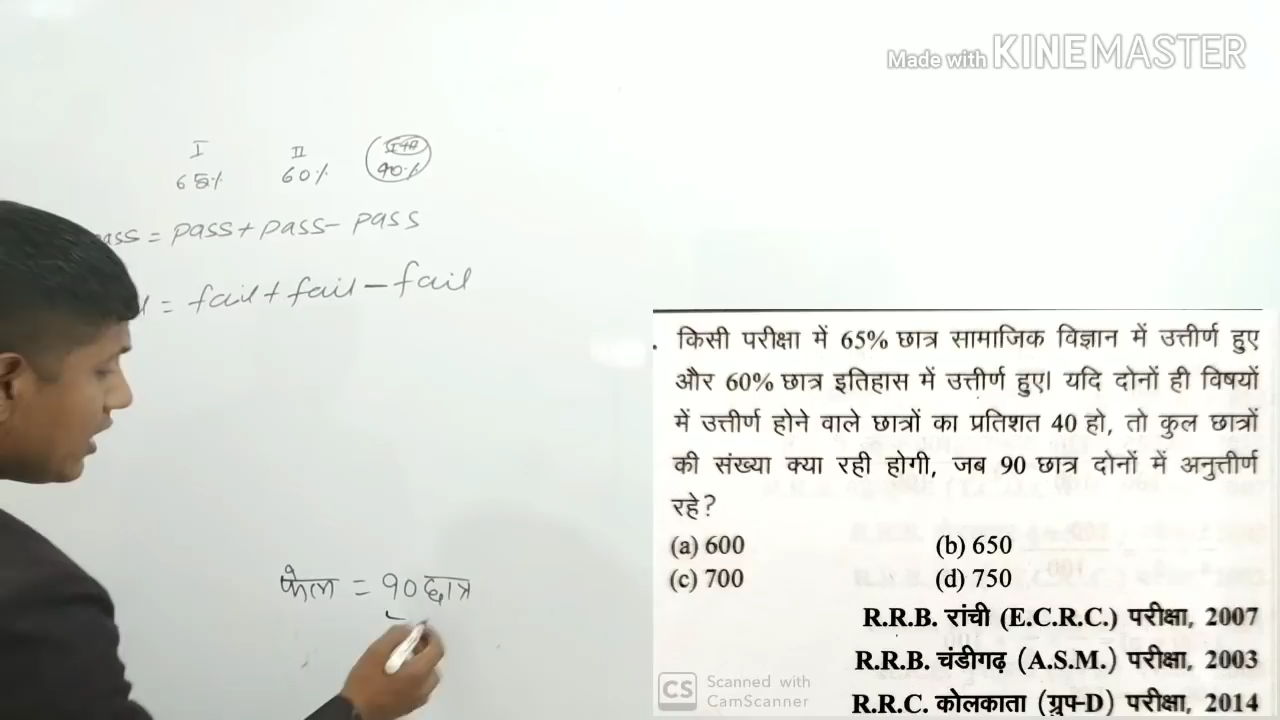 Made with KINEMASTER
I II
65% 60% 40%
pass = pass + pass - pass
= fail + fail - fail
फेल = 90 छात्र
. किसी परीक्षा में 65% छात्र सामाजिक विज्ञान में उत्तीर्ण हुए
और 60% छात्र इतिहास में उत्तीर्ण हुए। यदि दोनों ही विषयों
में उत्तीर्ण होने वाले छात्रों का प्रतिशत 40 हो, तो कुल छात्रों
की संख्या क्या रही होगी, जब 90 छात्र दोनों में अनुत्तीर्ण
रहे?
(a) 600 (b) 650
(c) 700 (d) 750
R.R.B. रांची (E.C.R.C.) परीक्षा, 2007
R.R.B. चंडीगढ़ (A.S.M.) परीक्षा, 2003
R.R.C. कोलकाता (ग्रुप-D) परीक्षा, 2014
CS Scanned with
CamScanner